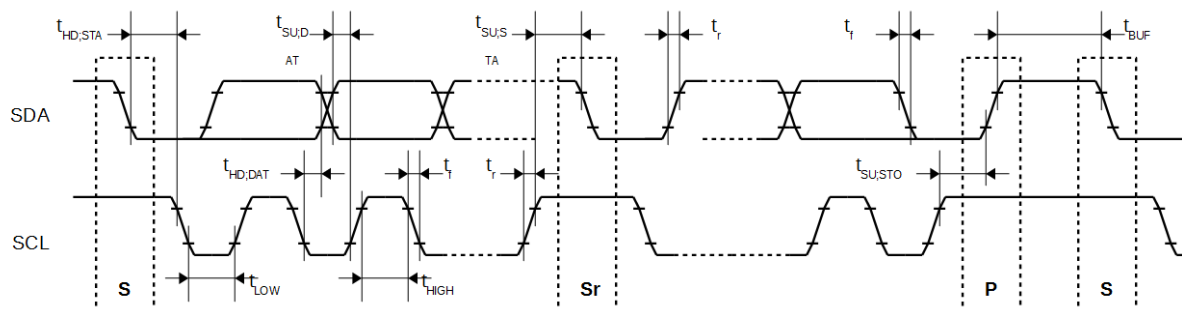 tHD;STA
tSU;D
AT
tSU;S
TA
tr
tf
tBUF
SDA
tHD;DAT
tf
tr
tSU;STO
SCL
tLOW
tHIGH
S
Sr
P
S